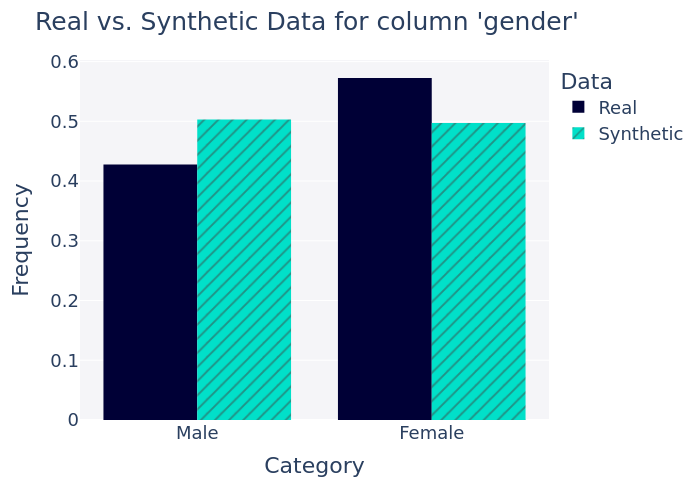 Real vs. Synthetic Data for column 'gender'
Data
Real
Synthetic
Frequency
0.6
0.5
0.4
0.3
0.2
0.1
0
Male
Female
Category